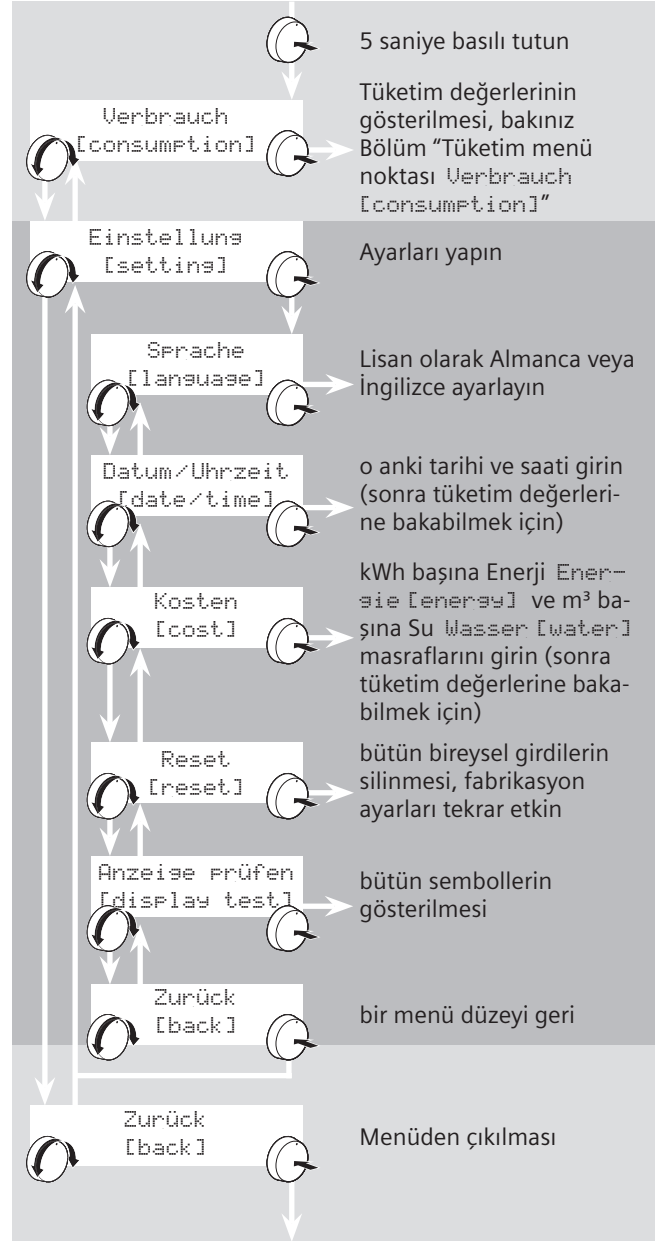 5 saniye basılı tutun
Verbrauch
[consumption]
Tüketim değerlerinin
gösterilmesi, bakınız
Bölüm “Tüketim menü
noktası Verbrauch
[consumption]”
Einstellung
[setting]
Ayarları yapın
Sprache
[language]
Lisan olarak Almanca veya
İngilizce ayarlayın
Datum/Uhrzeit
[date/time]
o anki tarihi ve saati girin
(sonra tüketim değerleri-
ne bakabilmek için)
Kosten
[cost]
kWh başına Enerji Ener-
gie [energy] ve m³ ba-
şına Su Wasser [water]
masraflarını girin (sonra
tüketim değerlerine baka-
bilmek için)
Reset
[reset]
bütün bireysel girdilerin
silinmesi, fabrikasyon
ayarları tekrar etkin
Anzeige prüfen
[display test]
bütün sembollerin
gösterilmesi
Zurück
[back]
bir menü düzeyi geri
Zurück
[back]
Menüden çıkılması